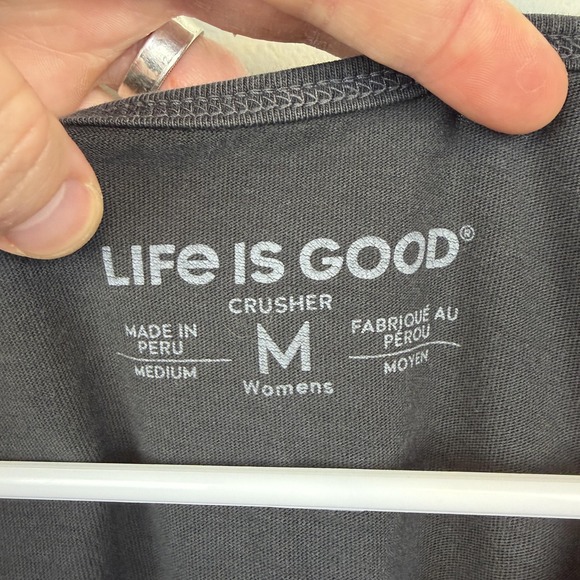 LIFe IS GOOD®
CRUSHER
MADE IN
PERU
MEDIUM
M
Womens
FABRIQUÉ AU
PÉROU
MOYEN